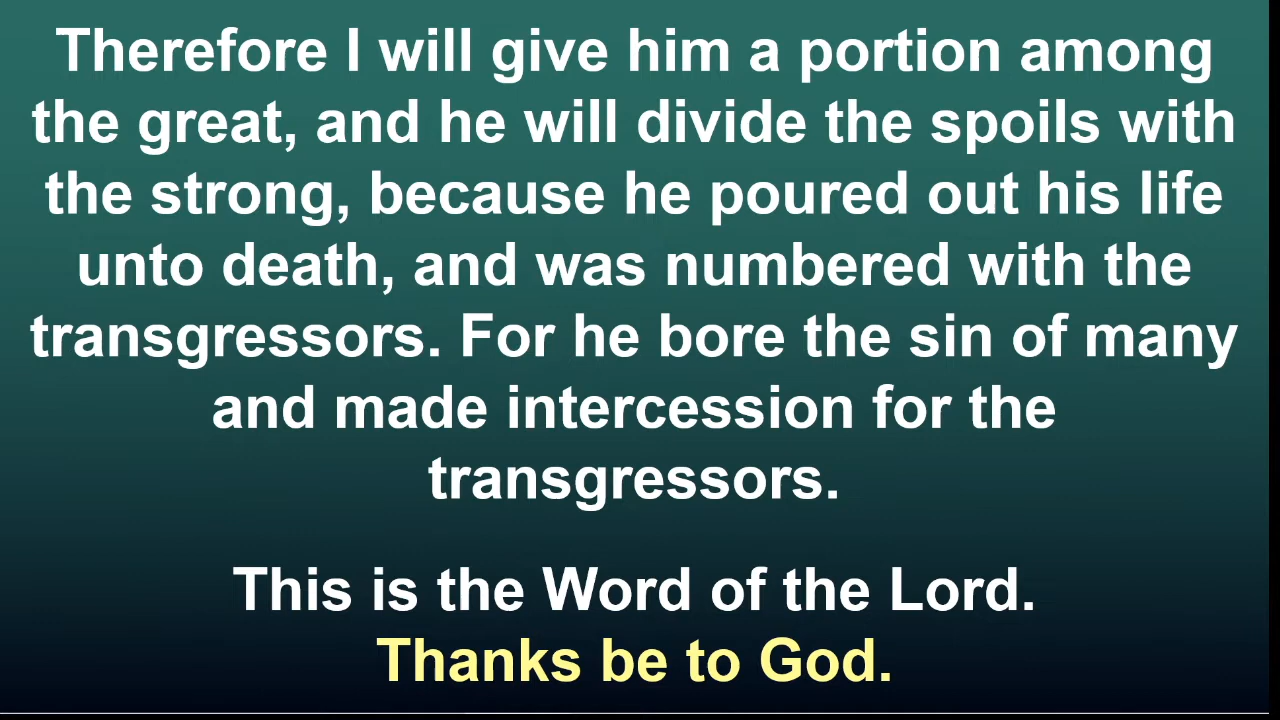 Therefore I will give him a portion among
the great, and he will divide the spoils with
the strong, because he poured out his life
unto death, and was numbered with the
transgressors. For he bore the sin of many
and made intercession for the
transgressors.
This is the Word of the Lord.
Thanks be to God.